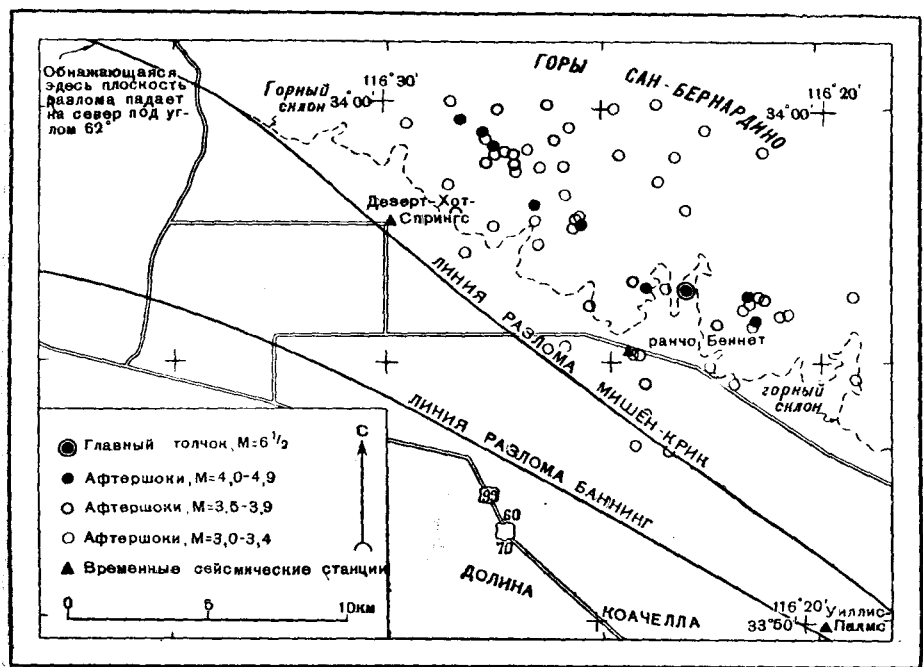 Обнажающаяся
здесь плоскость
разлома падает
на север под уг-
лом 62°
Горный
склон
116°30'
34°00'
ГОРЫ САН-БЕРНАРДИНО
116°20'
34°00'
Дезерт-Хот-
Спрингс
ЛИНИЯ РАЗЛОМА МИШЕН-КРИК
ранчо Беннет
горный
склон
ЛИНИЯ РАЗЛОМА БАННИНГ
Главный толчок, М=6 1/2
Афтершоки, М=4,0-4,9
Афтершоки, М=3,5-3,9
Афтершоки, М=3,0-3,4
Временные сейсмические станции
0 5 10км
С
60
70
ДОЛИНА
КОАЧЕЛЛА
116°20'
33°50'
Уиллис-
Палмс